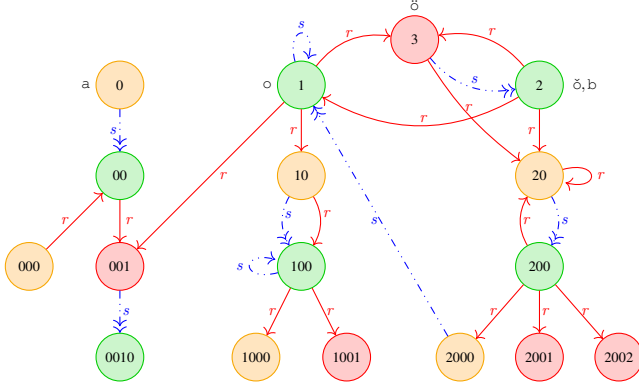 ö
3
r r
s s
a 0 o 1 2 ŏ,b
r r
s r r r
00 10 20 r
r r r s r r s
000 001 s 100 s 200
s r r r r r
0010 1000 1001 2000 2001 2002